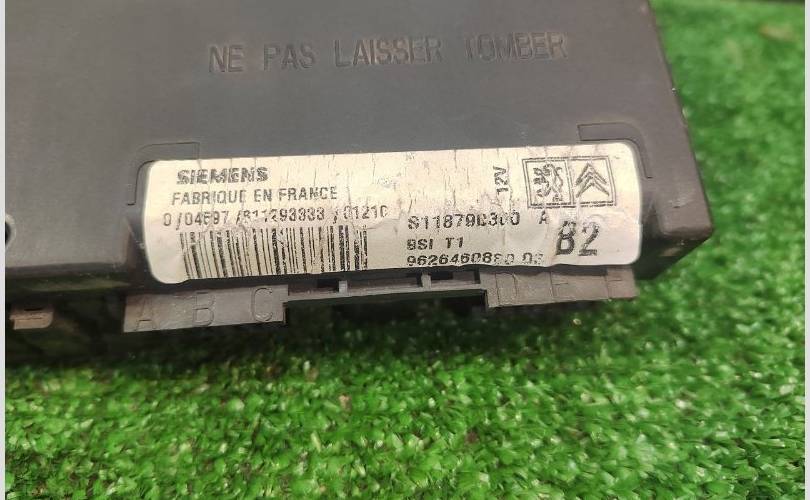 NE PAS LAISSER TOMBER
SIEMENS
FABRIQUE EN FRANCE
12V
S118790300 A
BSI T1
B2
A B C